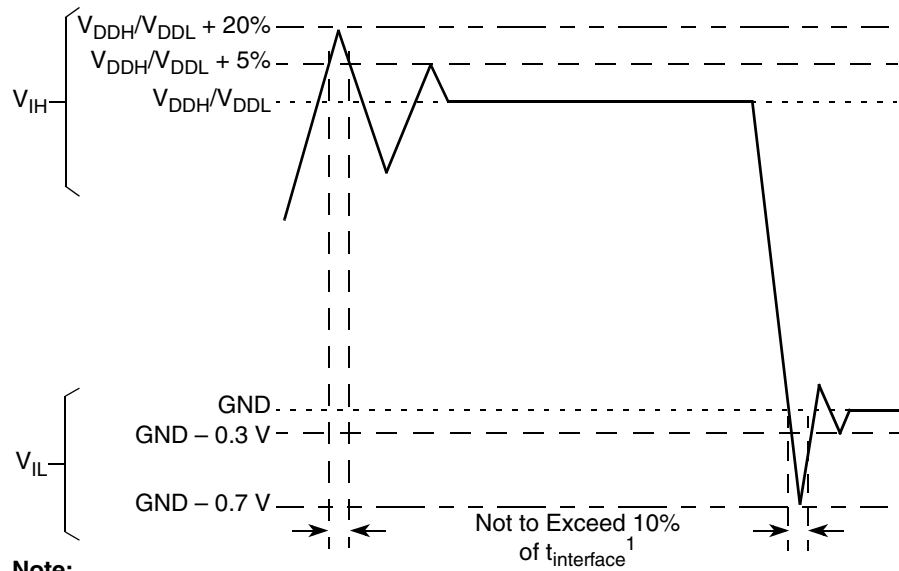 V_DDH/V_DDL + 20%
V_DDH/V_DDL + 5%
V_IH
V_DDH/V_DDL
GND
GND – 0.3 V
V_IL
GND – 0.7 V
Not to Exceed 10%
of t_interface^1
Note: